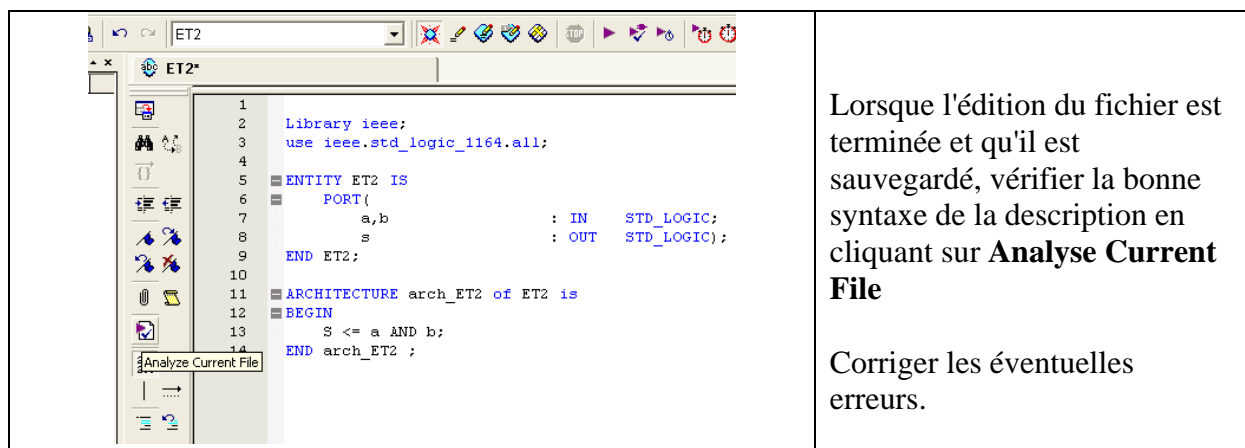 ET2
STOP
abc ET2*
1
2 Library ieee;
3 use ieee.std_logic_1164.all;
4
5 ENTITY ET2 IS
6 PORT(
7 a,b : IN STD_LOGIC;
8 s : OUT STD_LOGIC);
9 END ET2;
10
11 ARCHITECTURE arch_ET2 of ET2 is
12 BEGIN
13 S <= a AND b;
14 END arch_ET2 ;
Analyze Current File
Lorsque l'édition du fichier est
terminée et qu'il est
sauvegardé, vérifier la bonne
syntaxe de la description en
cliquant sur Analyse Current
File
Corriger les éventuelles
erreurs.